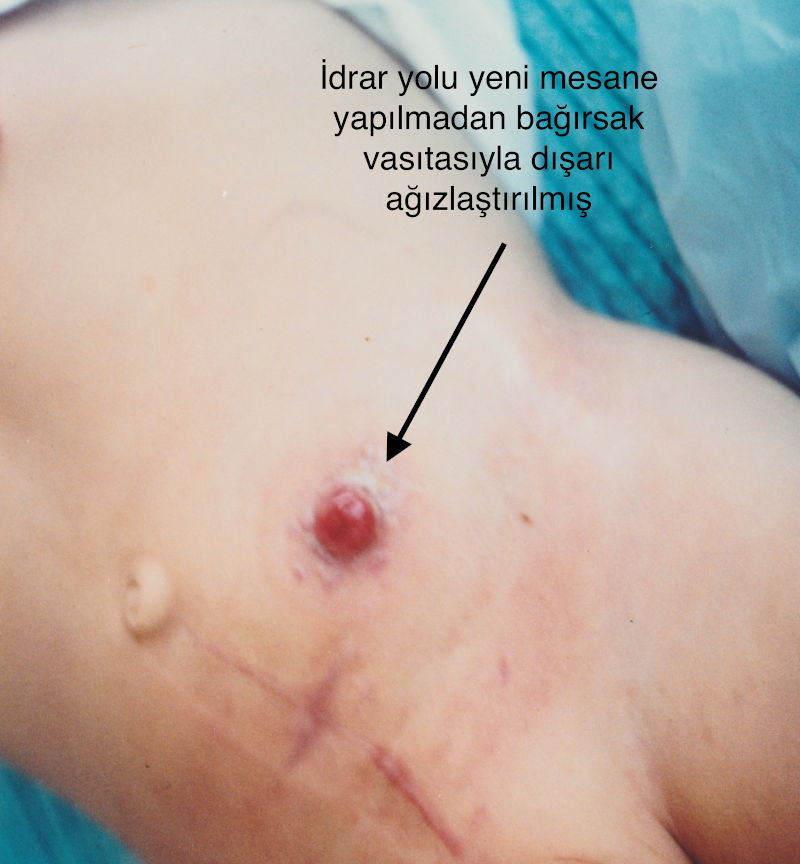 İdrar yolu yeni mesane
yapılmadan bağırsak
vasıtasıyla dışarı
ağızlaştırılmış